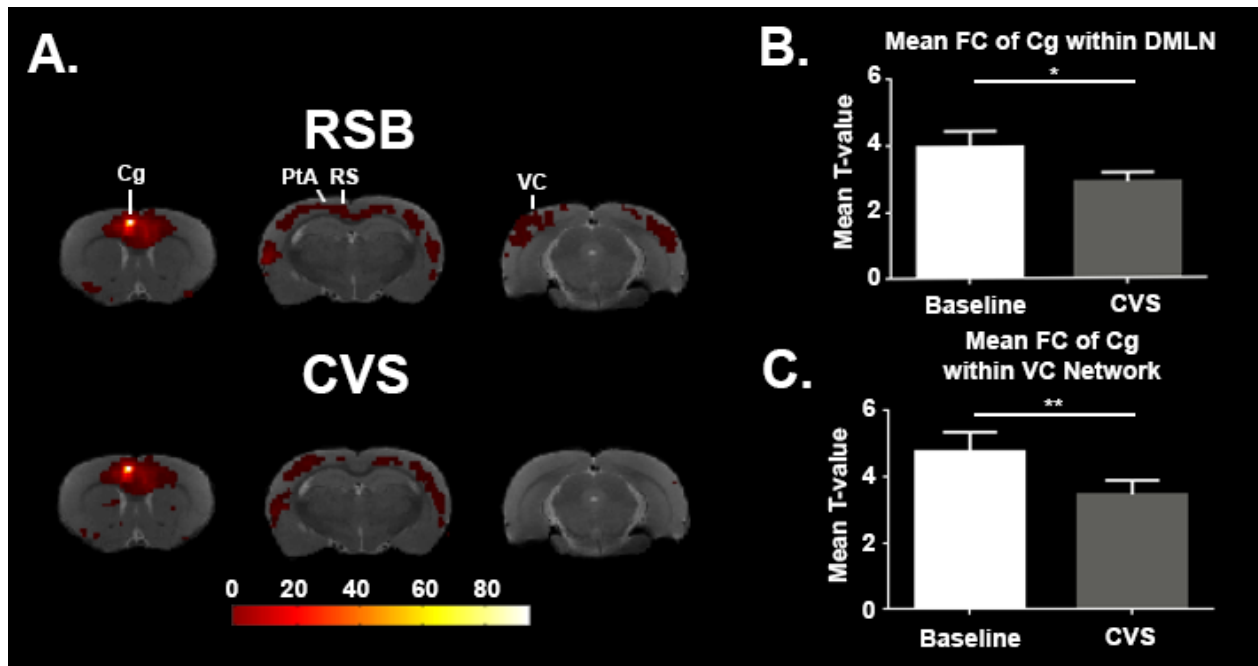 A.
RSB
Cg
PtA RS
VC
CVS
0 20 40 60 80
B.
Mean FC of Cg within DMLN
*
Mean T-value
6
4
2
0
Baseline CVS
C.
Mean FC of Cg
within VC Network
**
Mean T-value
6
4
2
0
Baseline CVS